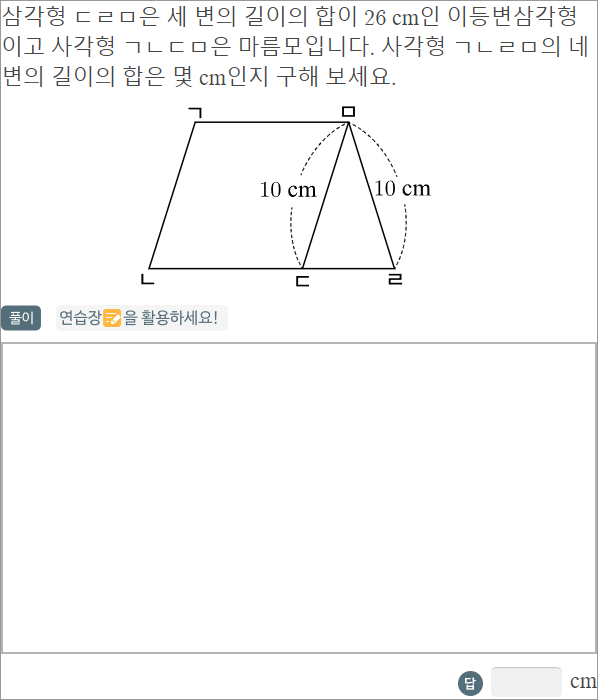 삼각형 ㄷㄹㅁ은 세 변의 길이의 합이 26 cm인 이등변삼각형
이고 사각형 ㄱㄴㄷㅁ은 마름모입니다. 사각형 ㄱㄴㄹㅁ의 네
변의 길이의 합은 몇 cm인지 구해 보세요.
ㄱ ㅁ
10 cm 10 cm
ㄴ ㄷ ㄹ
풀이 연습장을 활용하세요!
답 cm